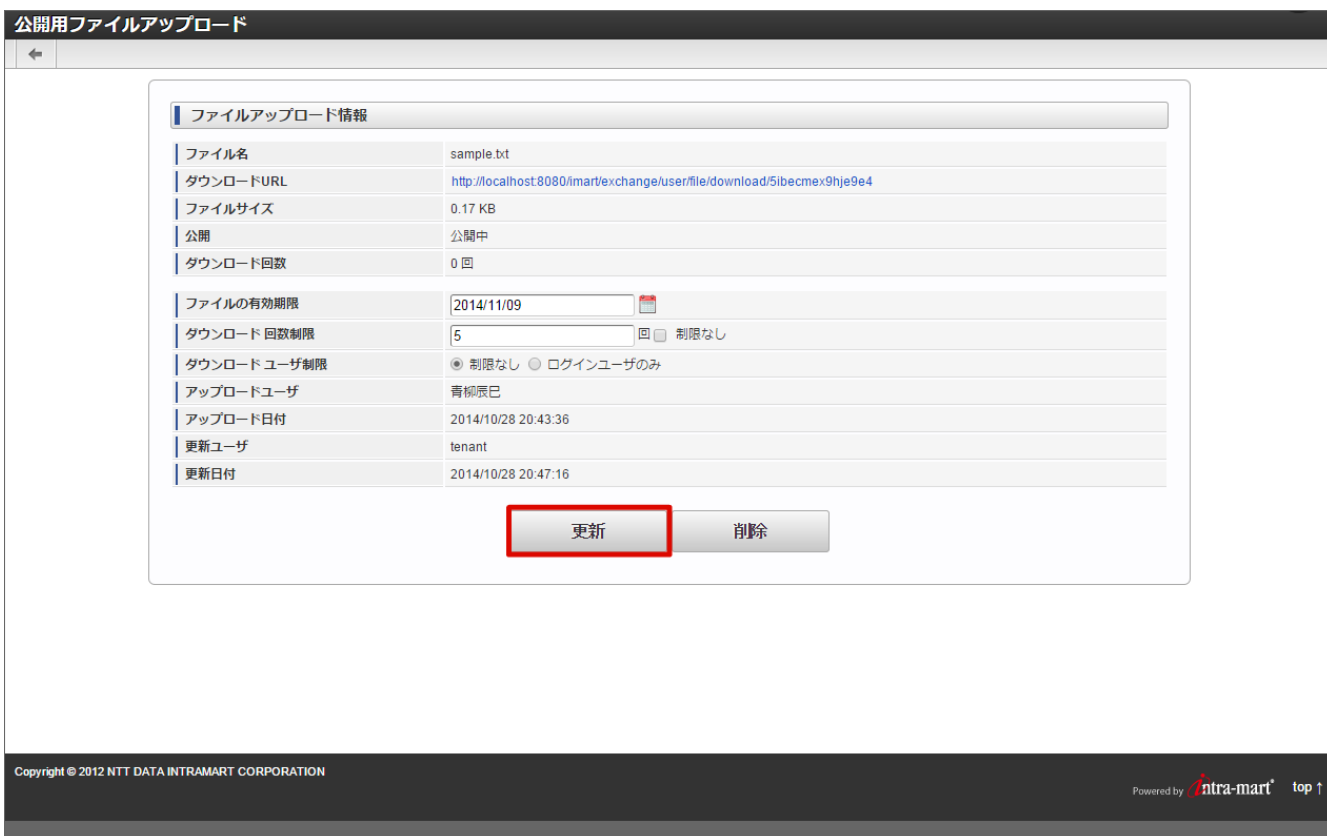 公開用ファイルアップロード
ファイルアップロード情報
ファイル名 sample.txt
ダウンロードURL http://localhost:8080/imart/exchange/user/file/download/5ibecmex9hje9e4
ファイルサイズ 0.17 KB
公開 公開中
ダウンロード回数 0 回
ファイルの有効期限 2014/11/09
ダウンロード 回数制限 5 回 制限なし
ダウンロード ユーザ制限 制限なし ログインユーザのみ
アップロードユーザ 青柳辰巳
アップロード日付 2014/10/28 20:43:36
更新ユーザ tenant
更新日付 2014/10/28 20:47:16
更新 削除
Copyright © 2012 NTT DATA INTRAMART CORPORATION
Powered by intra-mart® top ↑